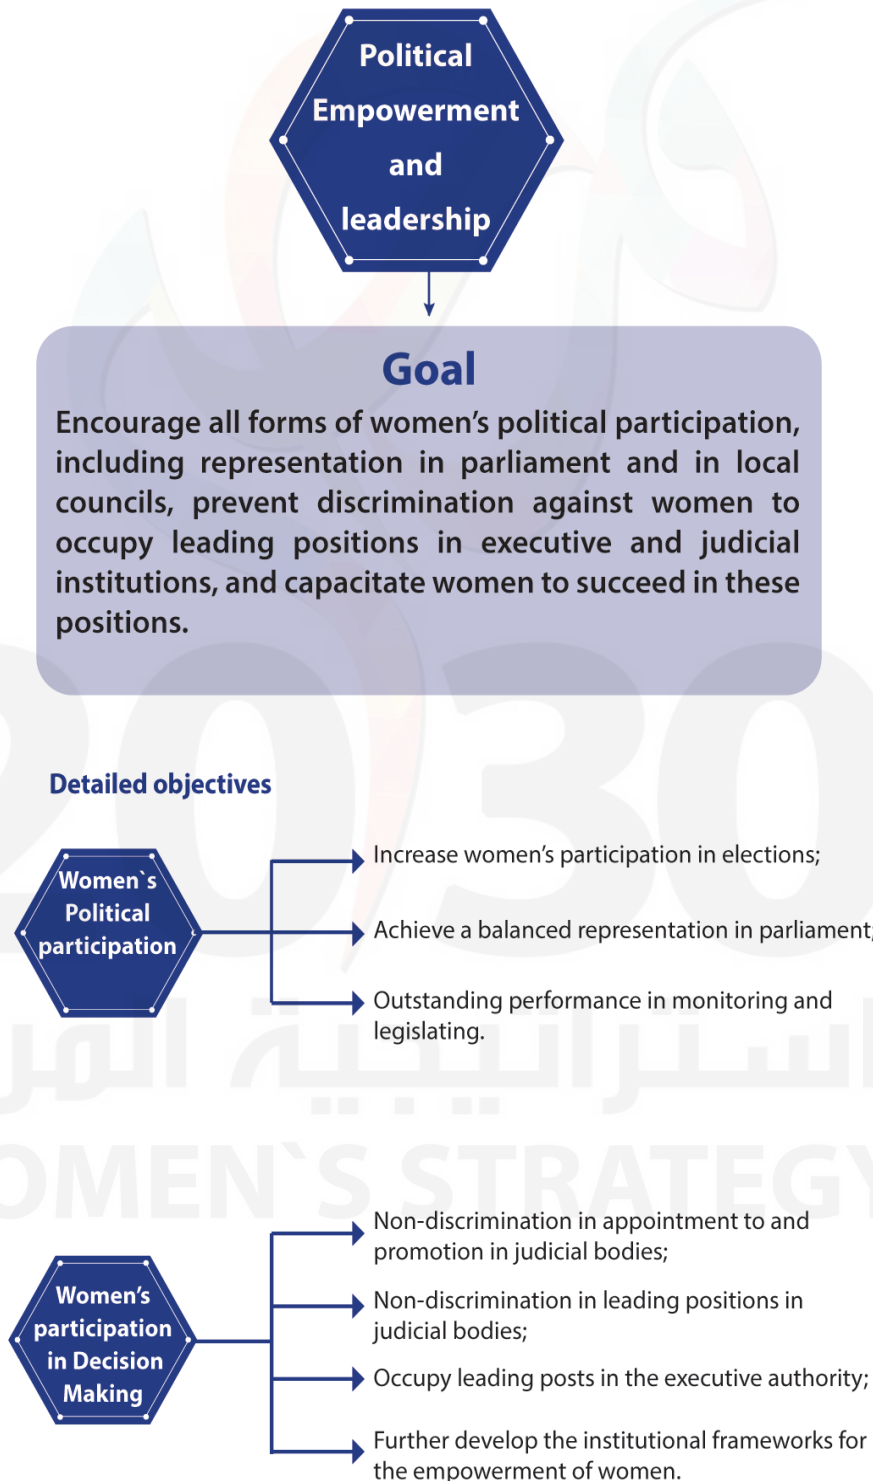 Political
Empowerment
and
leadership
Goal
Encourage all forms of women’s political participation,
including representation in parliament and in local
councils, prevent discrimination against women to
occupy leading positions in executive and judicial
institutions, and capacitate women to succeed in these
positions.
Detailed objectives
Women`s
Political
participation
Increase women’s participation in elections;
Achieve a balanced representation in parliament;
Outstanding performance in monitoring and
legislating.
2030
استراتيجية المر
OMEN`S STRATEGY
Women’s
participation
in Decision
Making
Non-discrimination in appointment to and
promotion in judicial bodies;
Non-discrimination in leading positions in
judicial bodies;
Occupy leading posts in the executive authority;
Further develop the institutional frameworks for
the empowerment of women.